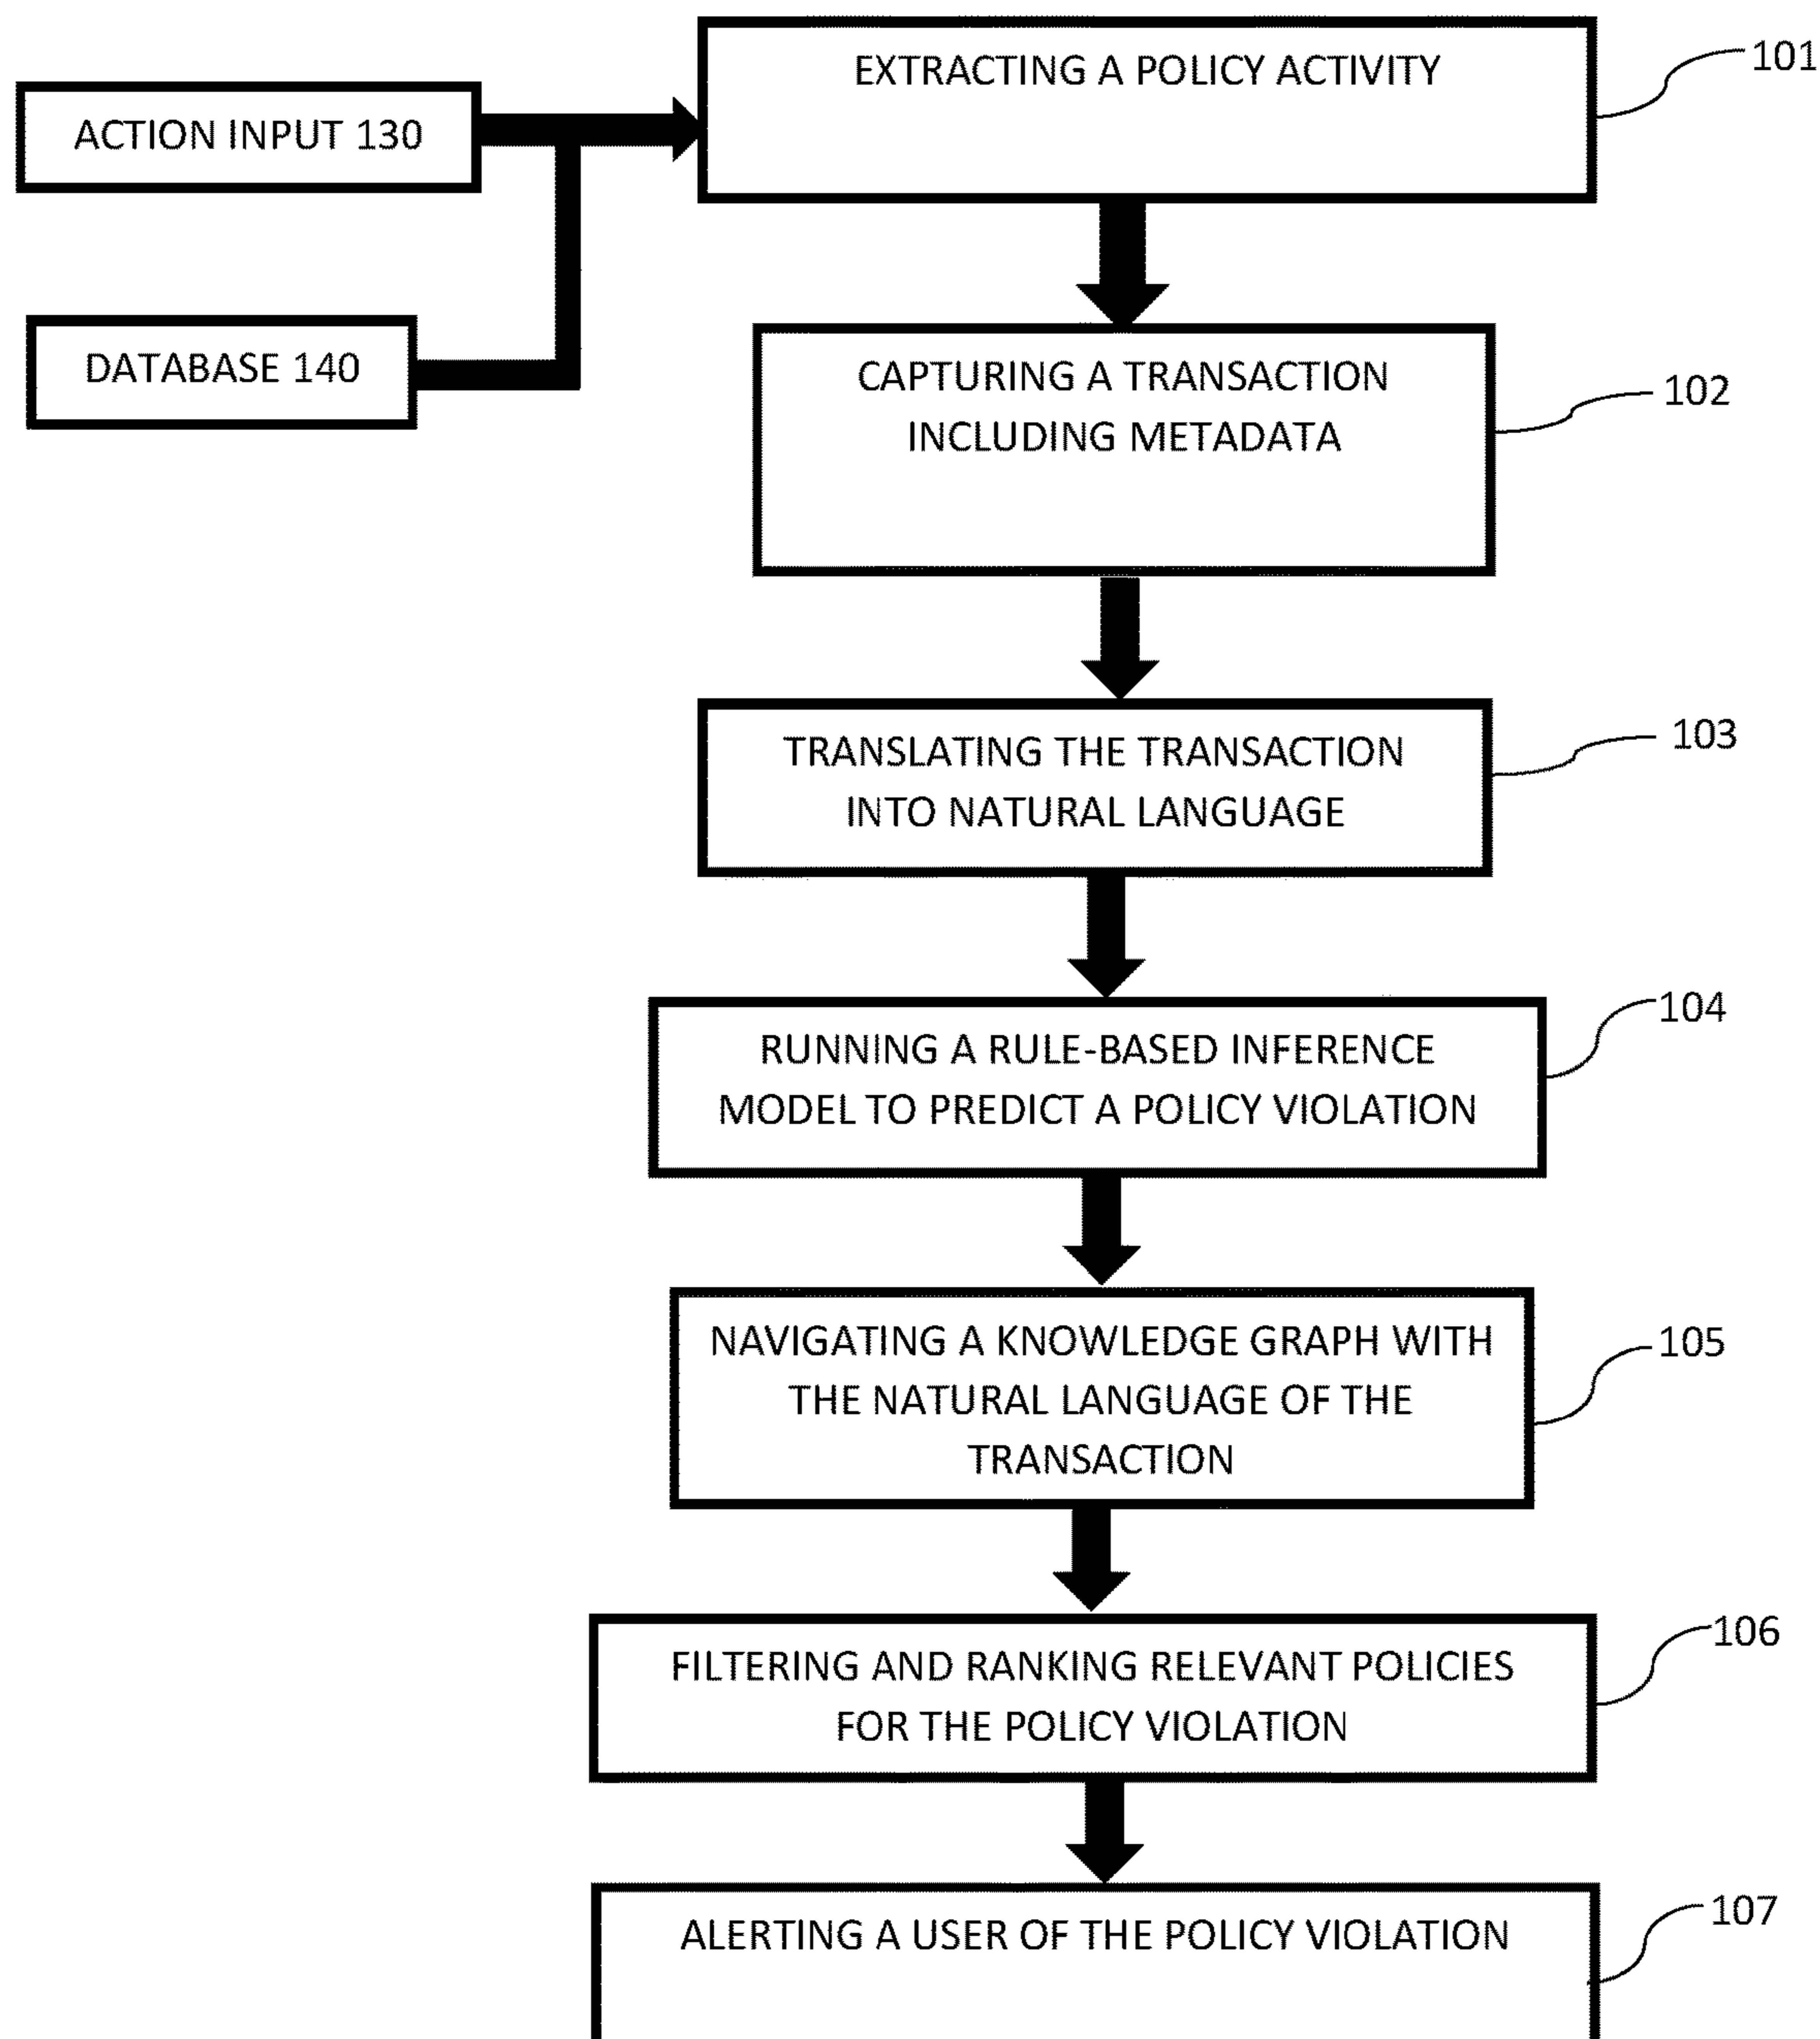 EXTRACTING A POLICY ACTIVITY
101
ACTION INPUT 130
DATABASE 140
CAPTURING A TRANSACTION
INCLUDING METADATA
102
TRANSLATING THE TRANSACTION
INTO NATURAL LANGUAGE
103
RUNNING A RULE-BASED INFERENCE
MODEL TO PREDICT A POLICY VIOLATION
104
NAVIGATING A KNOWLEDGE GRAPH WITH
THE NATURAL LANGUAGE OF THE
TRANSACTION
105
FILTERING AND RANKING RELEVANT POLICIES
FOR THE POLICY VIOLATION
106
ALERTING A USER OF THE POLICY VIOLATION
107